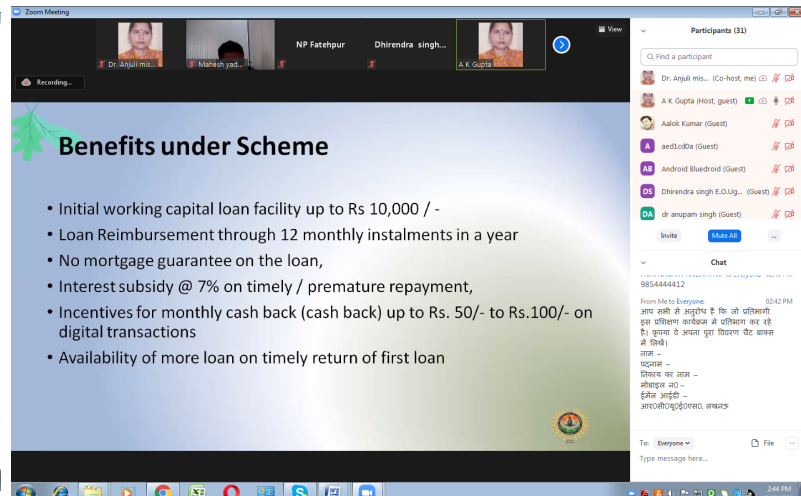 Zoom Meeting
View
Dr. Anjuli mis...
Mahesh yad...
NP Fatehpur
Dhirendra singh...
A K Gupta
Recording...
Benefits under Scheme
• Initial working capital loan facility up to Rs 10,000 / -
• Loan Reimbursement through 12 monthly instalments in a year
• No mortgage guarantee on the loan,
• Interest subsidy @ 7% on timely / premature repayment,
• Incentives for monthly cash back (cash back) up to Rs. 50/- to Rs.100/- on
digital transactions
• Availability of more loan on timely return of first loan
Participants (31)
Find a participant
Dr. Anjuli mis... (Co-host, me)
A K Gupta (Host, guest)
Aalok Kumar (Guest)
A aed1cd0a (Guest)
AB Android Bluedroid (Guest)
DS Dhirendra singh E.O.Ug... (Guest)
DA dr anupam singh (Guest)
Invite
Mute All
...
Chat
9854444412
From Me to Everyone: 02:42 PM
आप सभी से अनुरोध है कि जो प्रतिभागी
इस प्रशिक्षण कार्यक्रम में प्रतिभाग कर रहे
है। कृपया वे अपना पुरा विवरण चैट बाक्स
में लिखें।
नाम –
पदनाम –
निकाय का नाम –
मोबाइल न0 –
ईमेल आईडी –
आर0सी0यू0ई0एस0, लखनऊ
To: Everyone
File
...
Type message here...
2:44 PM